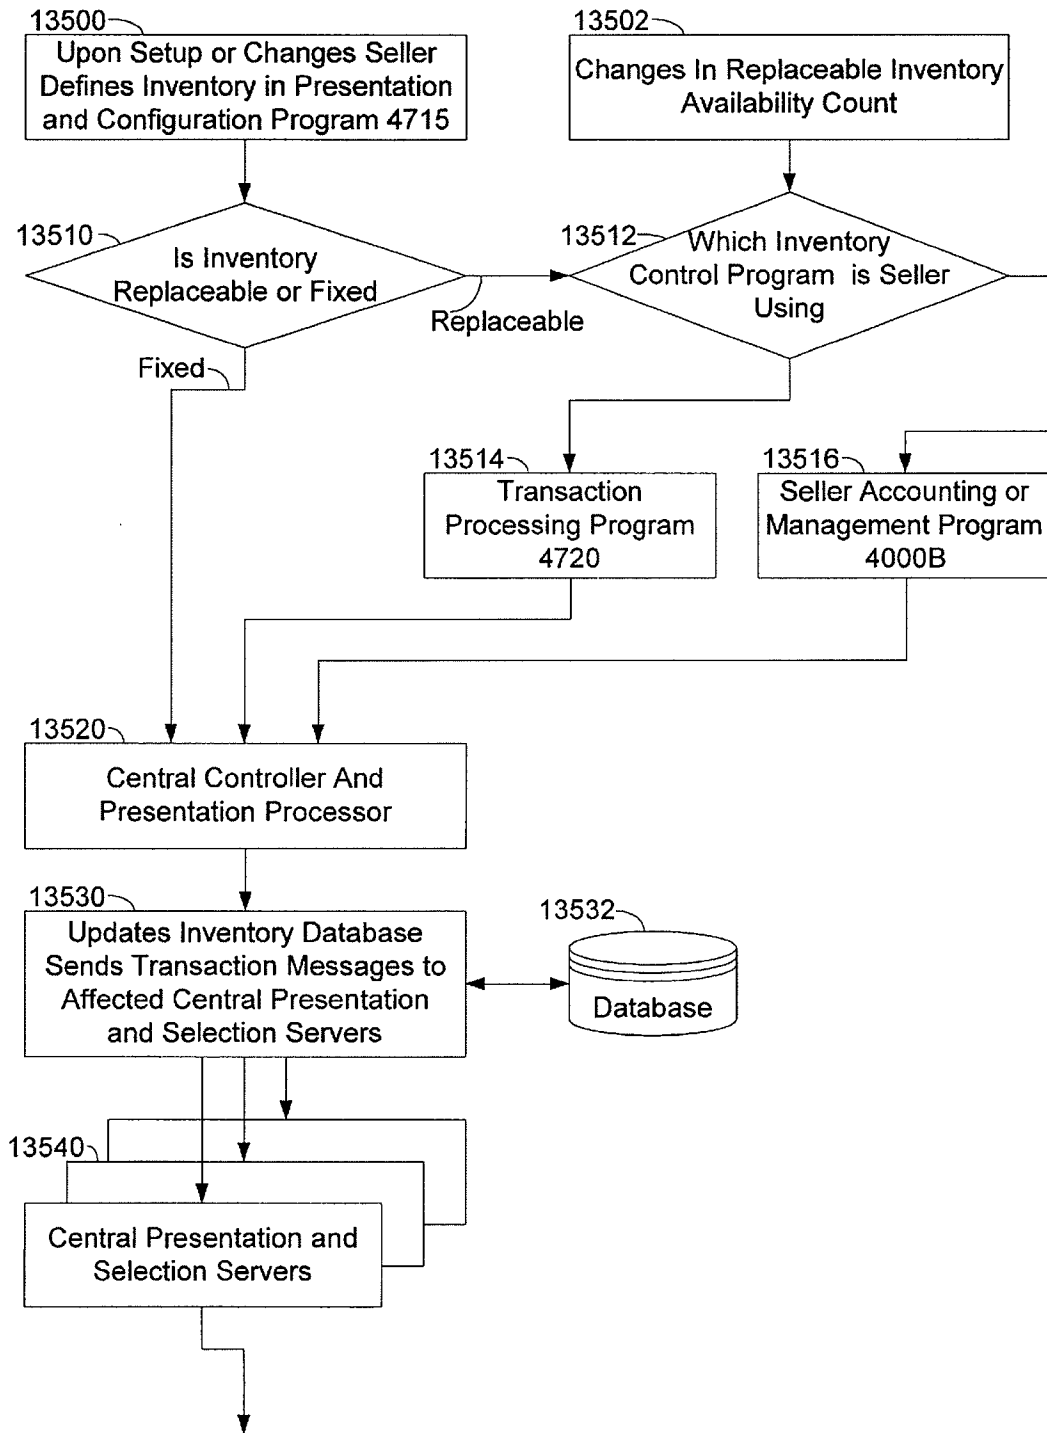 13500
Upon Setup or Changes Seller
Defines Inventory in Presentation
and Configuration Program 4715
13502
Changes In Replaceable Inventory
Availability Count
13510
Is Inventory
Replaceable or Fixed
Replaceable
Fixed
13512
Which Inventory
Control Program is Seller
Using
13514
Transaction
Processing Program
4720
13516
Seller Accounting or
Management Program
4000B
13520
Central Controller And
Presentation Processor
13530
Updates Inventory Database
Sends Transaction Messages to
Affected Central Presentation
and Selection Servers
13532
Database
13540
Central Presentation and
Selection Servers